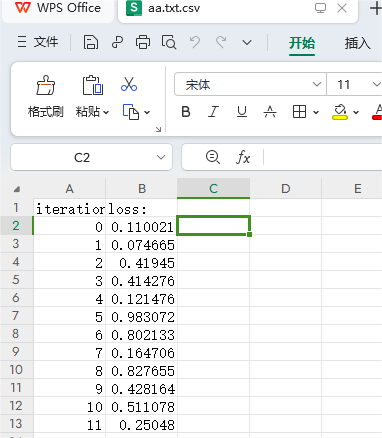 WPS Office
S aa.txt.csv
文件
开始
插入
格式刷
粘贴
宋体
11
B I U A
C2
fx
A B C D E
1 iteration loss:
2 0 0.110021
3 1 0.074665
4 2 0.41945
5 3 0.414276
6 4 0.121476
7 5 0.983072
8 6 0.802133
9 7 0.164706
10 8 0.827655
11 9 0.428164
12 10 0.511078
13 11 0.25048